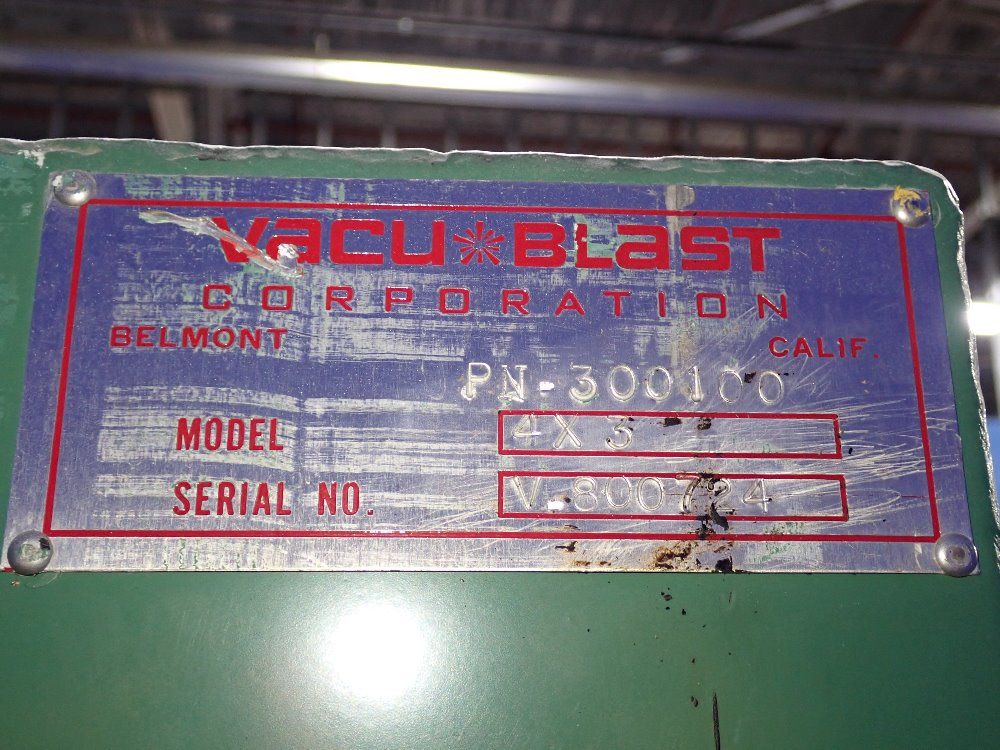 Vacu*Blast
CORPORATION
BELMONT CALIF.
PN-300100
MODEL 4X3
SERIAL NO. V-800724